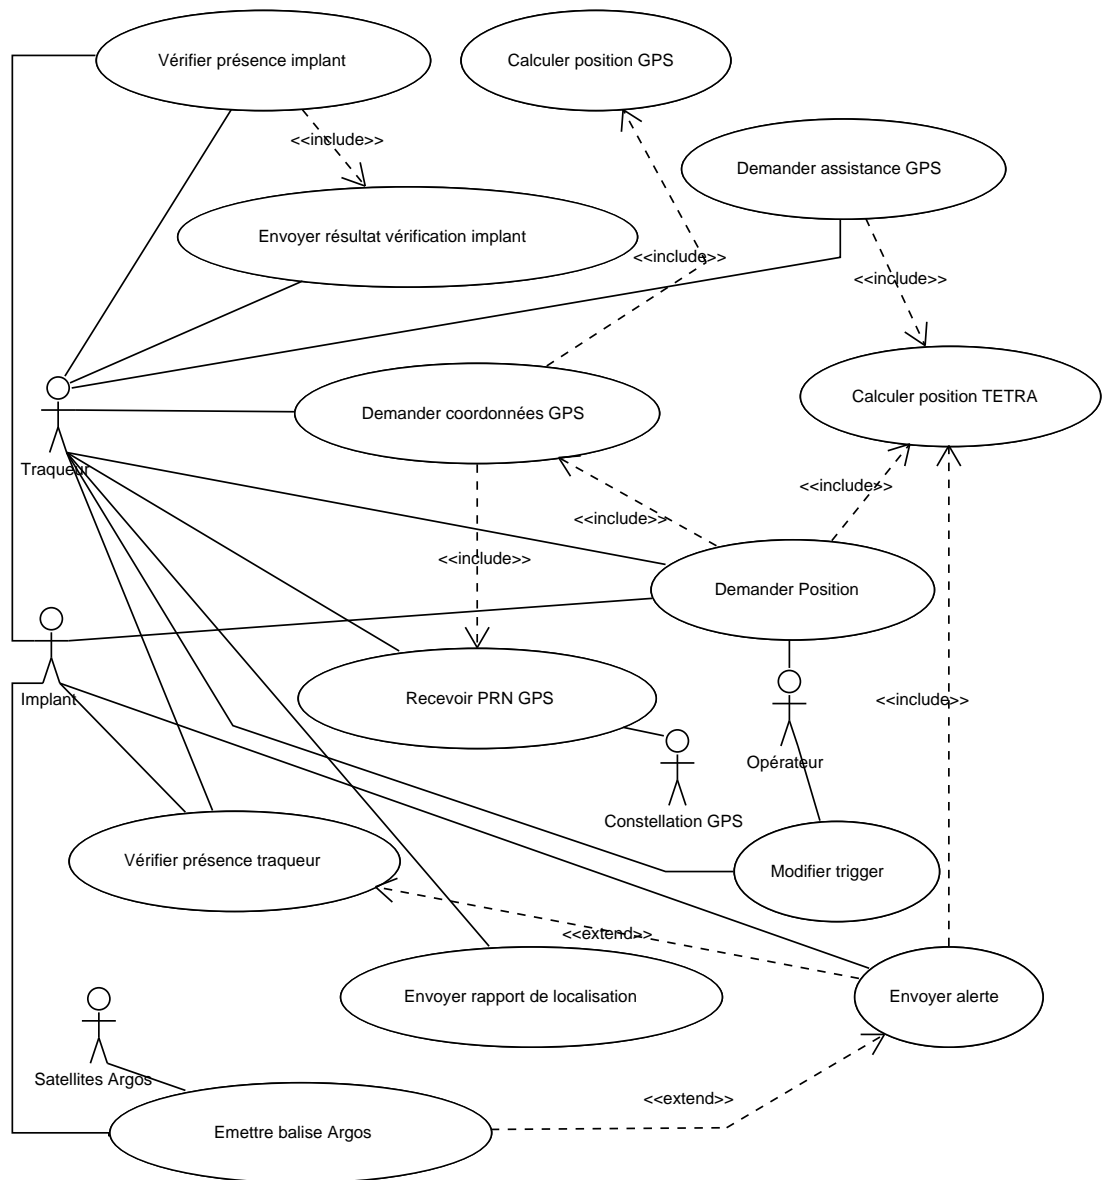 Vérifier présence implant
Calculer position GPS
<<include>>
Demander assistance GPS
Envoyer résultat vérification implant
<<include>>
<<include>>
Calculer position TETRA
Demander coordonnées GPS
Traqueur
<<include>>
<<include>>
<<include>>
Demander Position
Implant
Recevoir PRN GPS
<<include>>
Opérateur
Constellation GPS
Vérifier présence traqueur
Modifier trigger
<<extend>>
Envoyer rapport de localisation
Envoyer alerte
Satellites Argos
<<extend>>
Emettre balise Argos